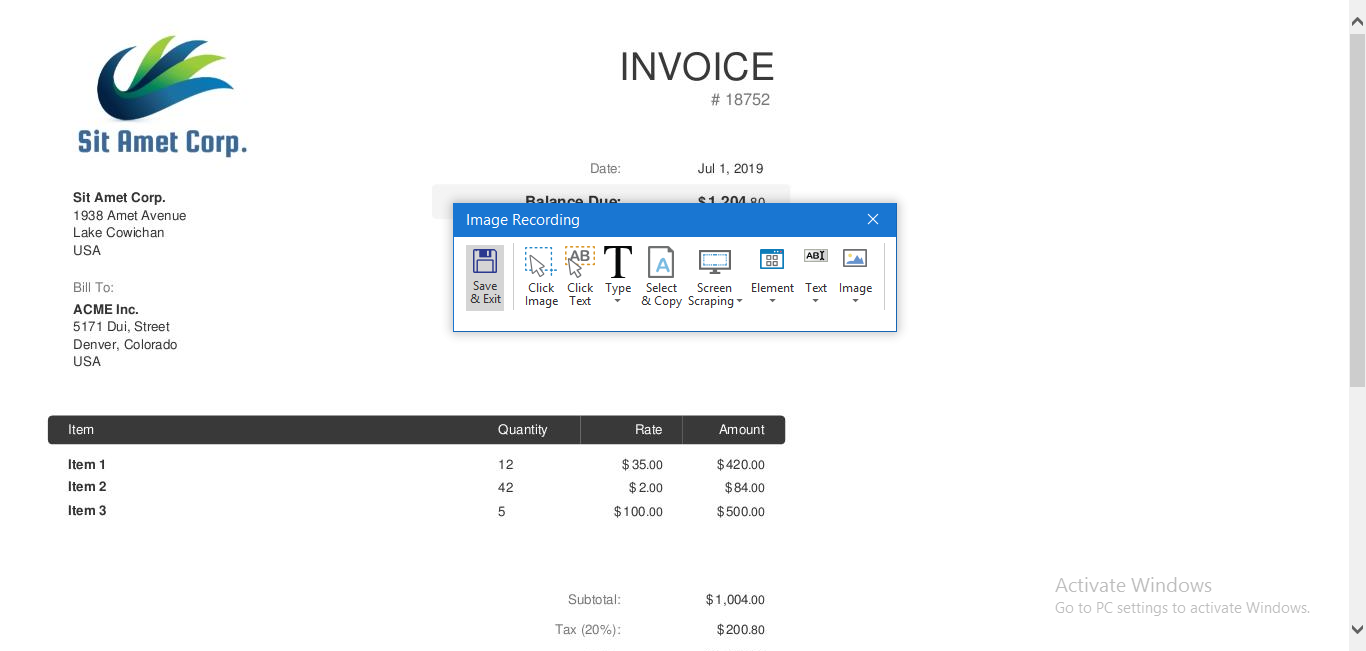 Sit Amet Corp.
INVOICE
# 18752
Date: Jul 1, 2019
Balance Due: $1,204.80
Sit Amet Corp.
1938 Amet Avenue
Lake Cowichan
USA
Bill To:
ACME Inc.
5171 Dui, Street
Denver, Colorado
USA
Image Recording
Save & Exit
Click Image
Click Text
Type
Select & Copy
Screen Scraping
Element
Text
Image
Item Quantity Rate Amount
Item 1 12 $35.00 $420.00
Item 2 42 $2.00 $84.00
Item 3 5 $100.00 $500.00
Subtotal: $1,004.00
Tax (20%): $200.80
Activate Windows
Go to PC settings to activate Windows.